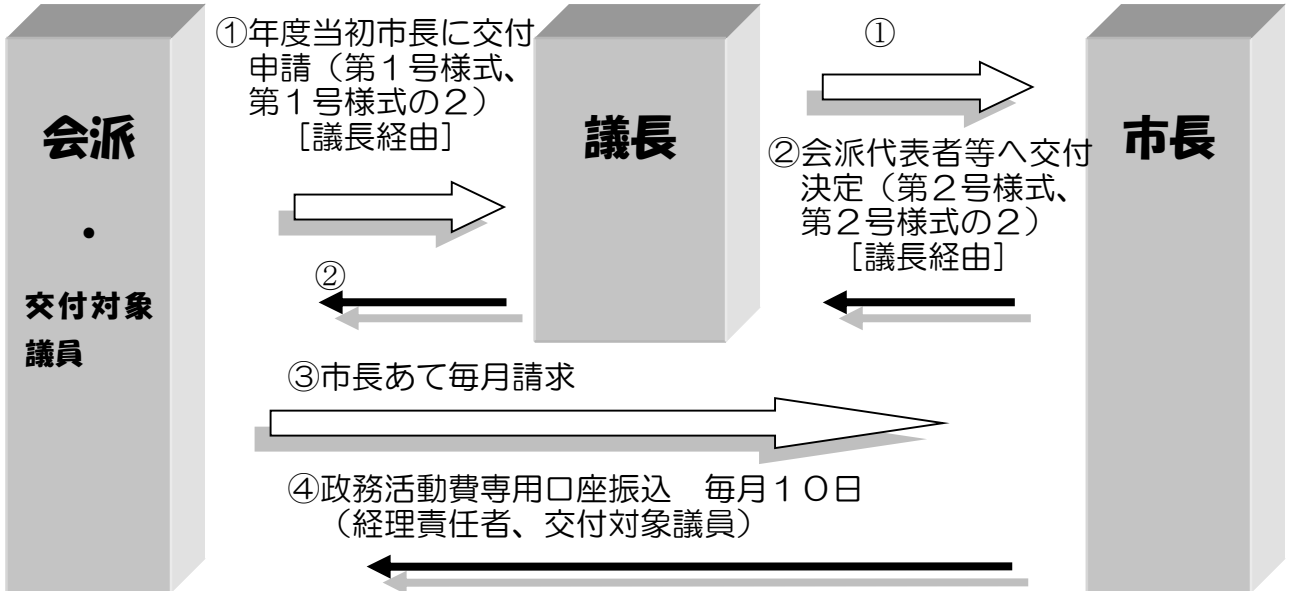 会派
・
交付対象
議員
①年度当初市長に交付
申請（第１号様式、
第１号様式の２）
［議長経由］
②
議長
①
②会派代表者等へ交付
決定（第２号様式、
第２号様式の２）
［議長経由］
市長
③市長あて毎月請求
④政務活動費専用口座振込　毎月１０日
（経理責任者、交付対象議員）